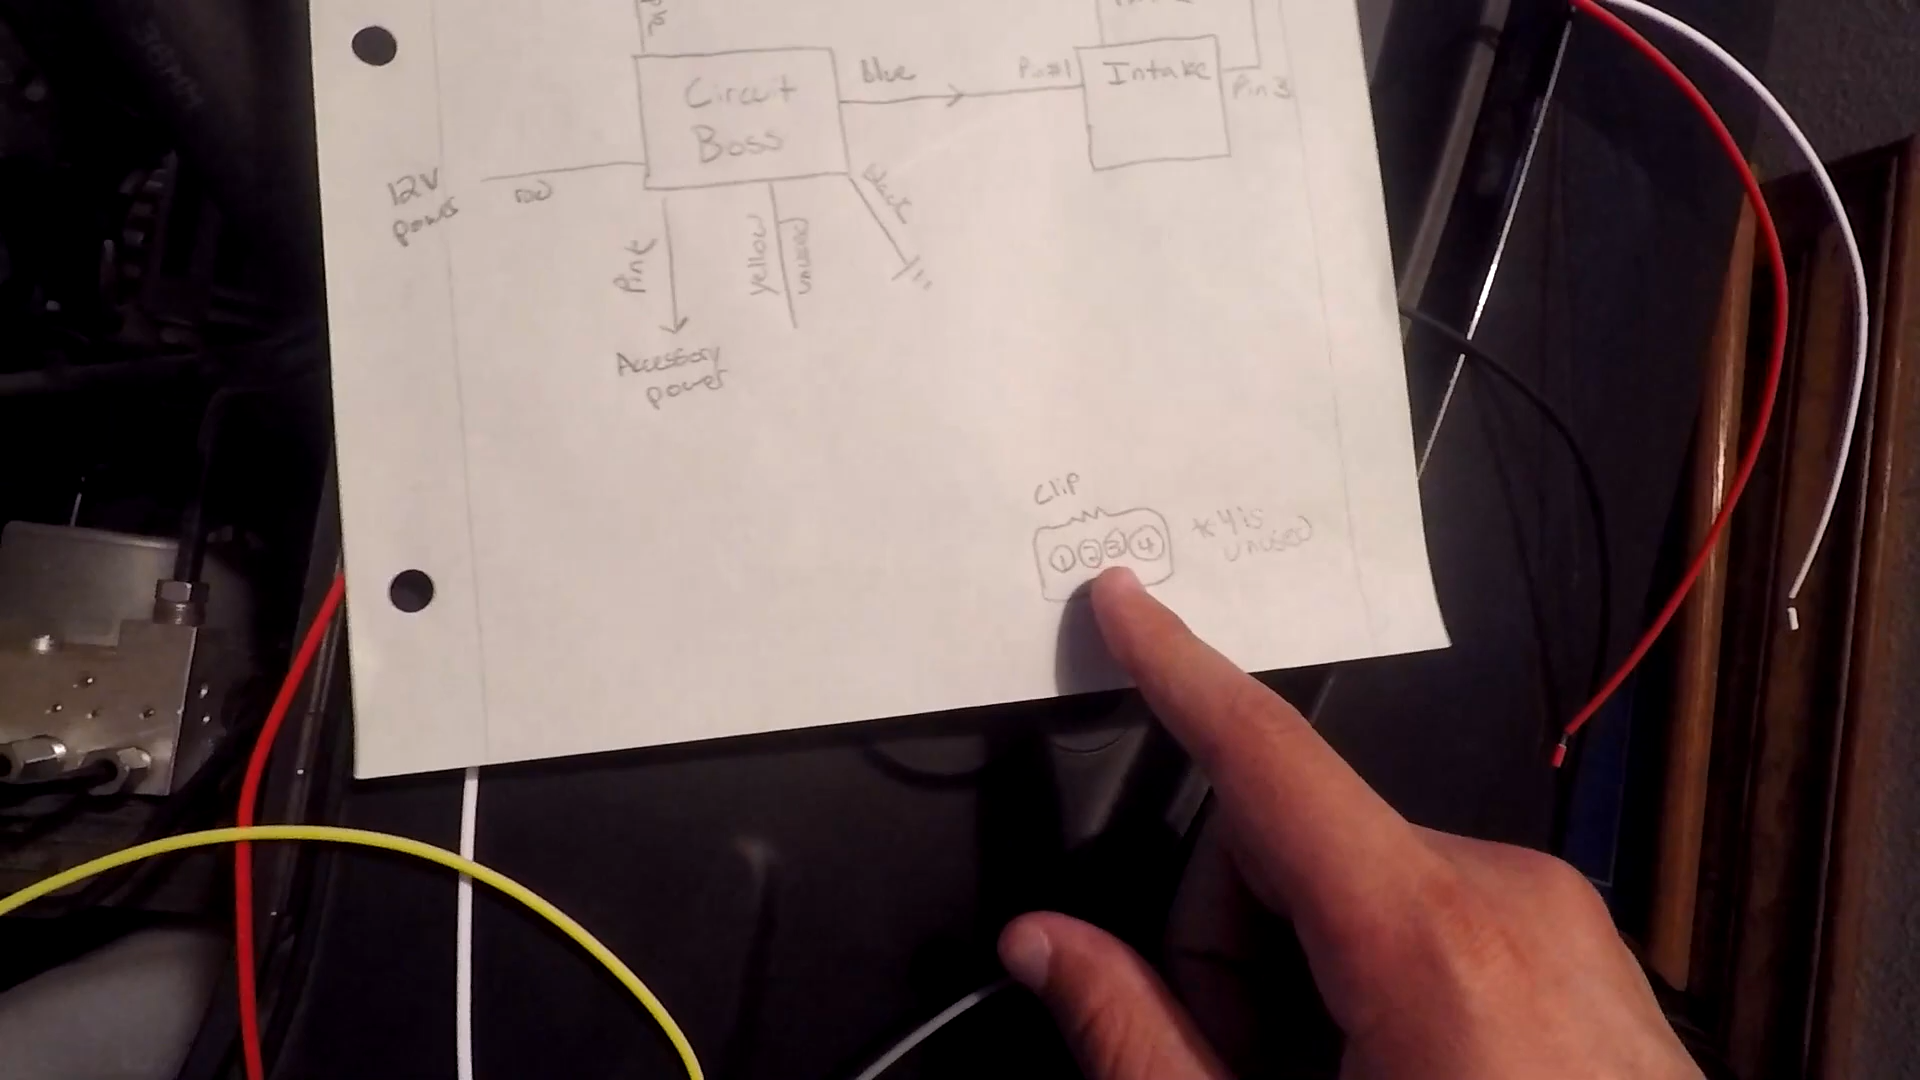 Circuit
Boss
Blue
Pin#1
Intake
Pin 3
12V
power
red
Pink
yellow
unused
Black
Accessory
power
Clip
1 2 3 4
* 4 is
unused